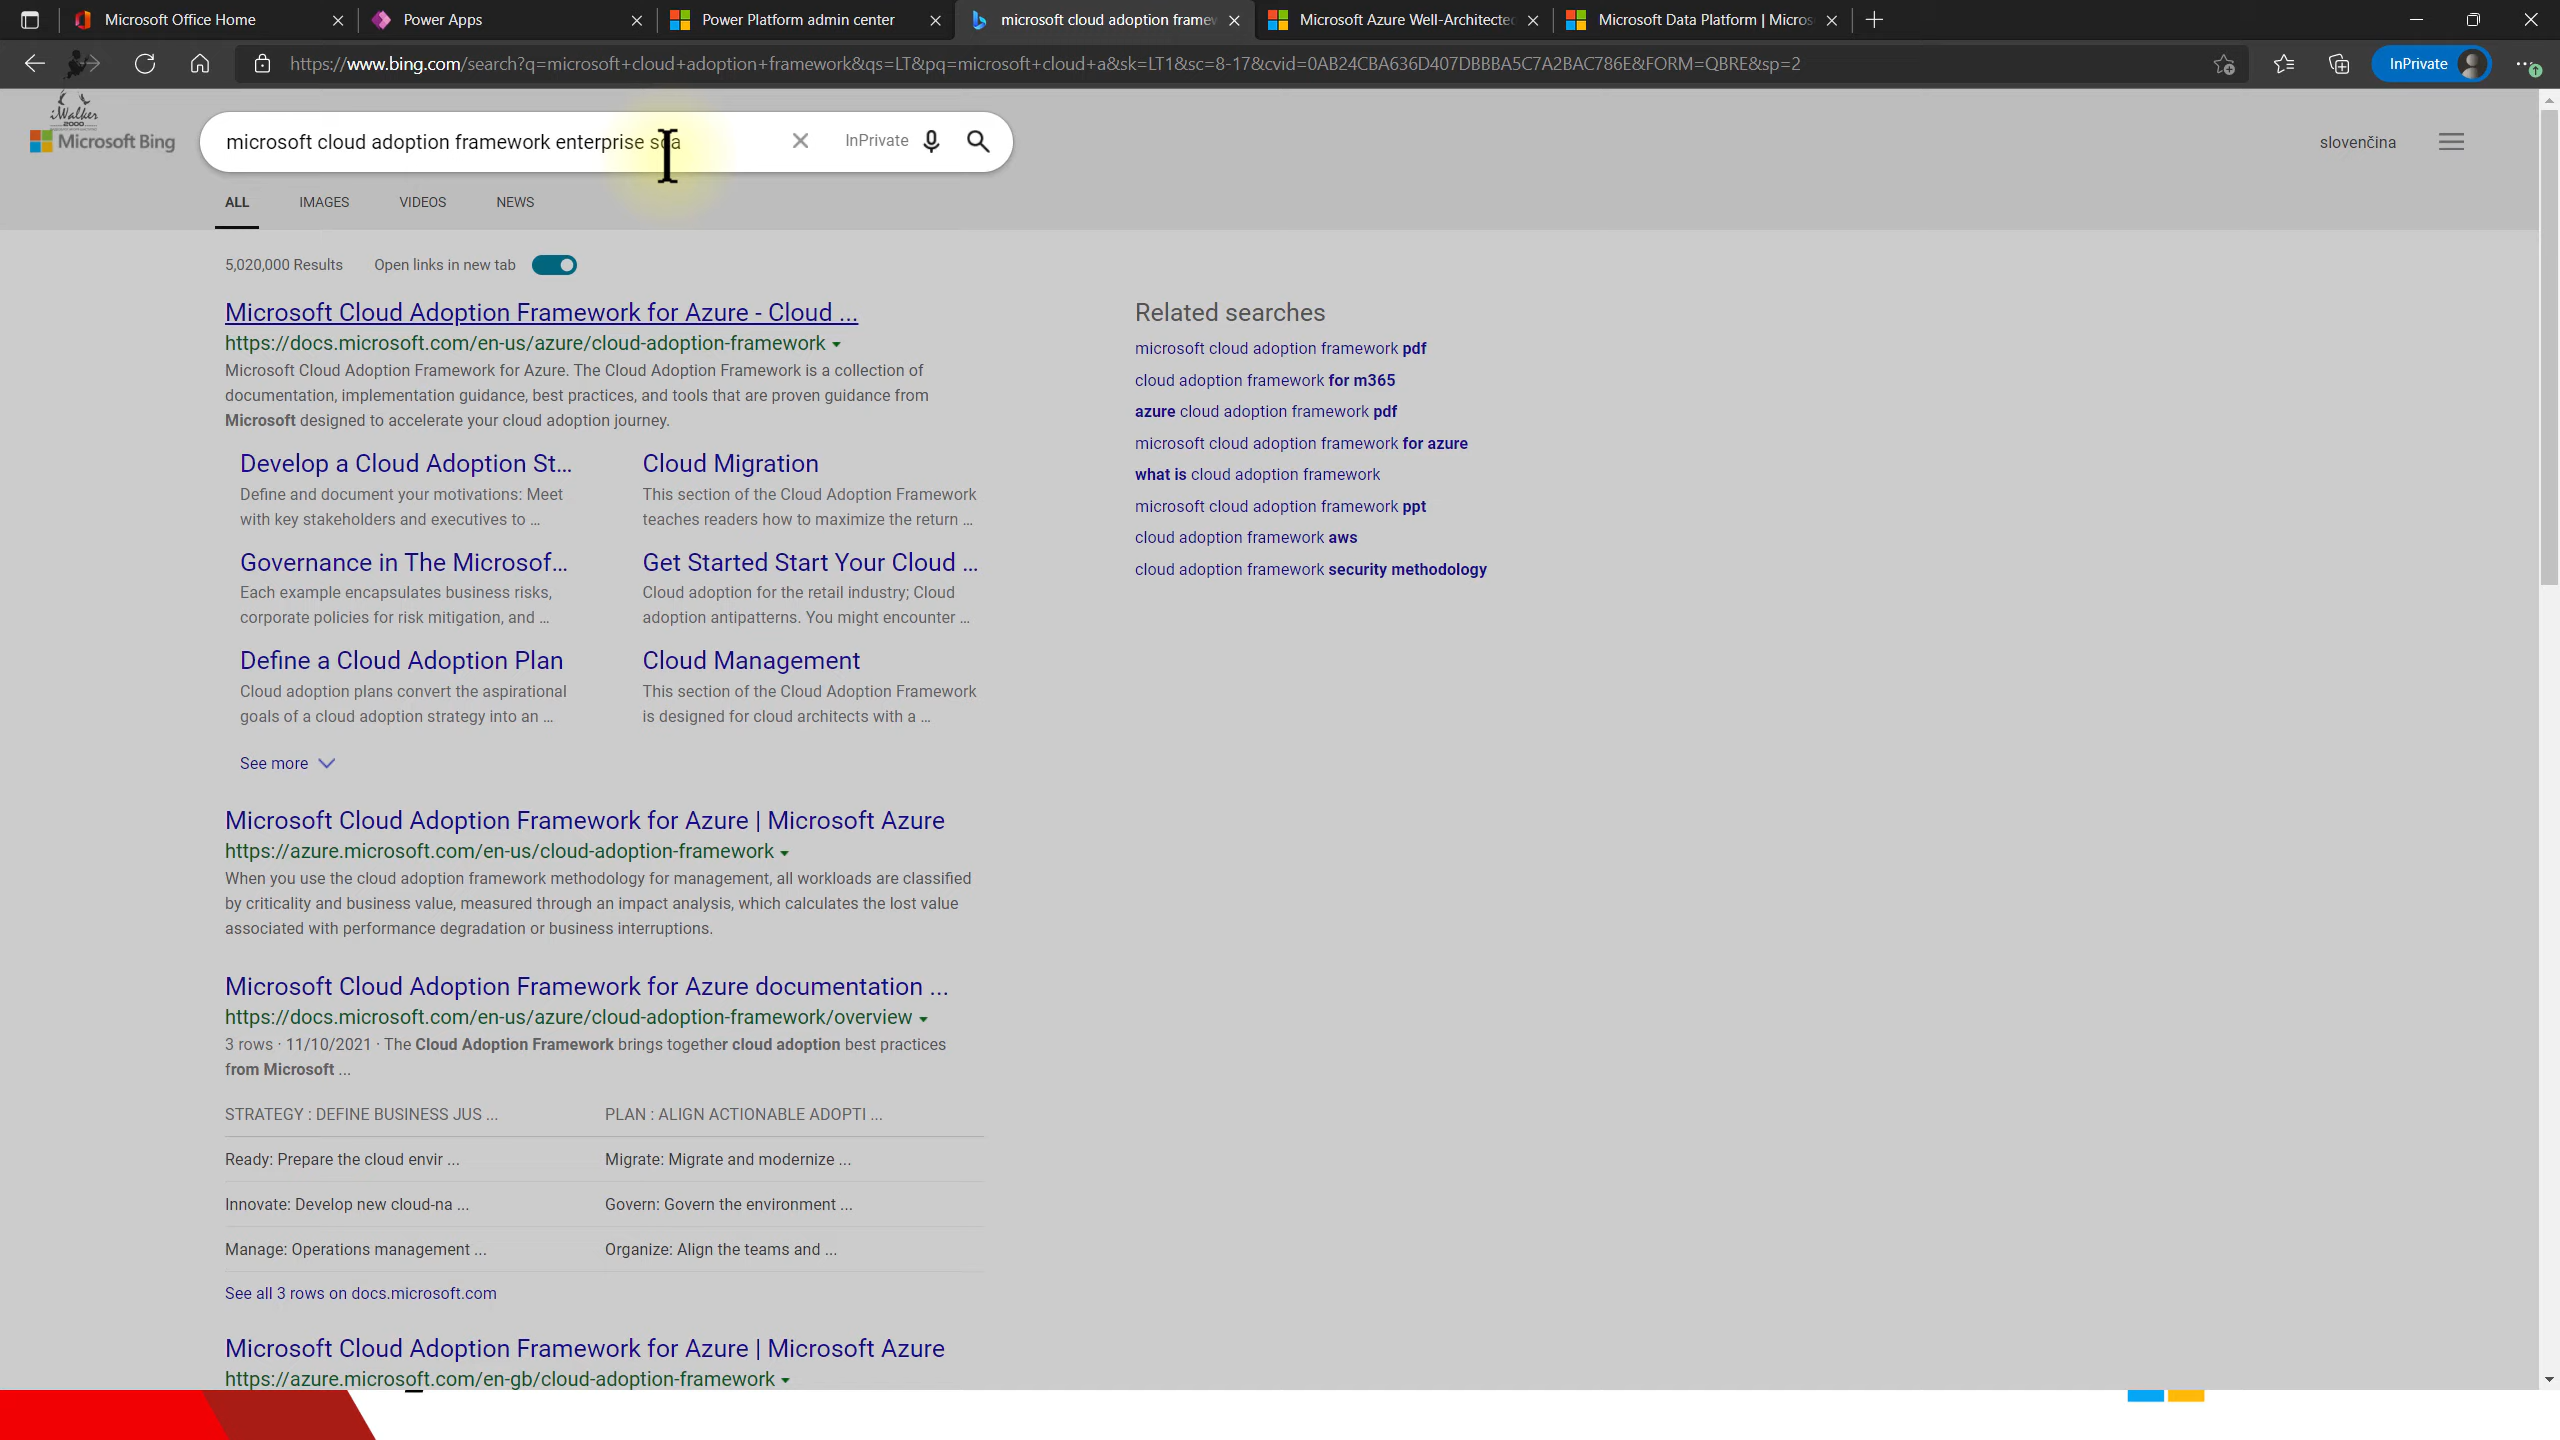 Microsoft Office Home
Power Apps
Power Platform admin center
microsoft cloud adoption framew
Microsoft Azure Well-Architected
Microsoft Data Platform | Micros
https://www.bing.com/search?q=microsoft+cloud+adoption+framework&qs=LT&pq=microsoft+cloud+a&sk=LT1&sc=8-17&cvid=0AB24CBA636D407DBBBA5C7A2BAC786E&FORM=QBRE&sp=2
InPrivate
iWalker
2000
Microsoft Bing
microsoft cloud adoption framework enterprise sca
InPrivate
slovenčina
ALL
IMAGES
VIDEOS
NEWS
5,020,000 Results
Open links in new tab
Microsoft Cloud Adoption Framework for Azure - Cloud ...
https://docs.microsoft.com/en-us/azure/cloud-adoption-framework
Microsoft Cloud Adoption Framework for Azure. The Cloud Adoption Framework is a collection of
documentation, implementation guidance, best practices, and tools that are proven guidance from
Microsoft designed to accelerate your cloud adoption journey.
Develop a Cloud Adoption St...
Define and document your motivations: Meet
with key stakeholders and executives to ...
Cloud Migration
This section of the Cloud Adoption Framework
teaches readers how to maximize the return ...
Governance in The Microsof...
Each example encapsulates business risks,
corporate policies for risk mitigation, and ...
Get Started Start Your Cloud ...
Cloud adoption for the retail industry; Cloud
adoption antipatterns. You might encounter ...
Define a Cloud Adoption Plan
Cloud adoption plans convert the aspirational
goals of a cloud adoption strategy into an ...
Cloud Management
This section of the Cloud Adoption Framework
is designed for cloud architects with a ...
See more
Microsoft Cloud Adoption Framework for Azure | Microsoft Azure
https://azure.microsoft.com/en-us/cloud-adoption-framework
When you use the cloud adoption framework methodology for management, all workloads are classified
by criticality and business value, measured through an impact analysis, which calculates the lost value
associated with performance degradation or business interruptions.
Microsoft Cloud Adoption Framework for Azure documentation ...
https://docs.microsoft.com/en-us/azure/cloud-adoption-framework/overview
3 rows · 11/10/2021 · The Cloud Adoption Framework brings together cloud adoption best practices
from Microsoft ...
STRATEGY : DEFINE BUSINESS JUS ...
PLAN : ALIGN ACTIONABLE ADOPTI ...
Ready: Prepare the cloud envir ...
Migrate: Migrate and modernize ...
Innovate: Develop new cloud-na ...
Govern: Govern the environment ...
Manage: Operations management ...
Organize: Align the teams and ...
See all 3 rows on docs.microsoft.com
Microsoft Cloud Adoption Framework for Azure | Microsoft Azure
https://azure.microsoft.com/en-gb/cloud-adoption-framework
Related searches
microsoft cloud adoption framework pdf
cloud adoption framework for m365
azure cloud adoption framework pdf
microsoft cloud adoption framework for azure
what is cloud adoption framework
microsoft cloud adoption framework ppt
cloud adoption framework aws
cloud adoption framework security methodology